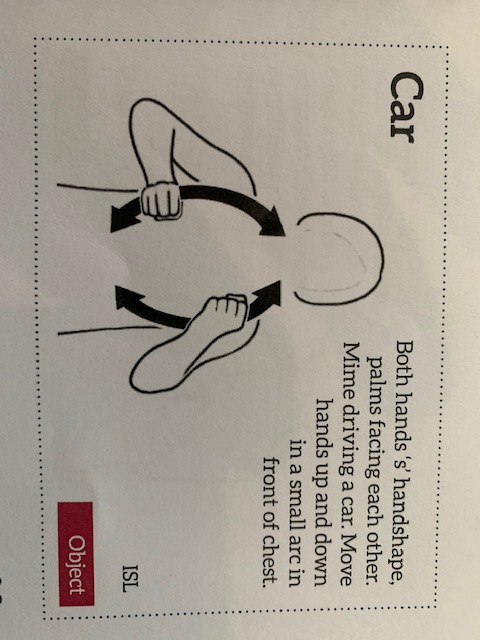 Car
Both hands 's' handshape,
palms facing each other.
Mime driving a car. Move
hands up and down
in a small arc in
front of chest.
ISL
Object